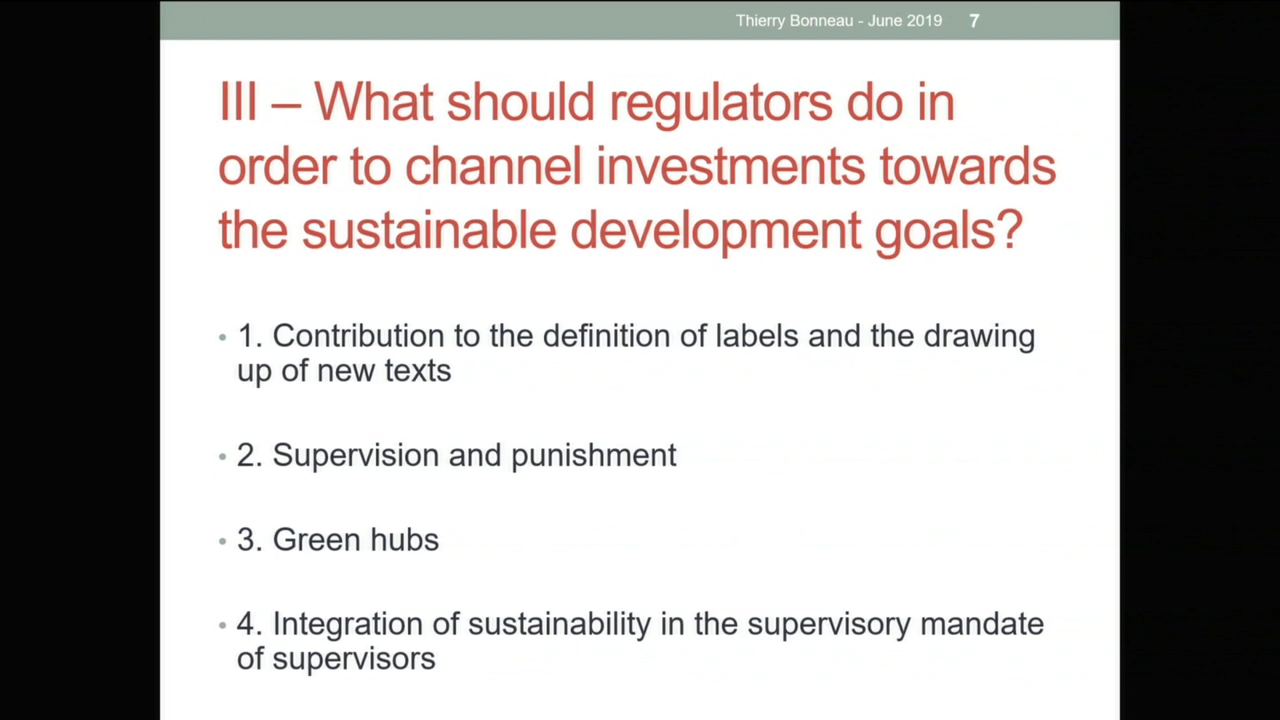 Thierry Bonneau - June 2019 7
III – What should regulators do in
order to channel investments towards
the sustainable development goals?
• 1. Contribution to the definition of labels and the drawing
up of new texts
• 2. Supervision and punishment
• 3. Green hubs
• 4. Integration of sustainability in the supervisory mandate
of supervisors